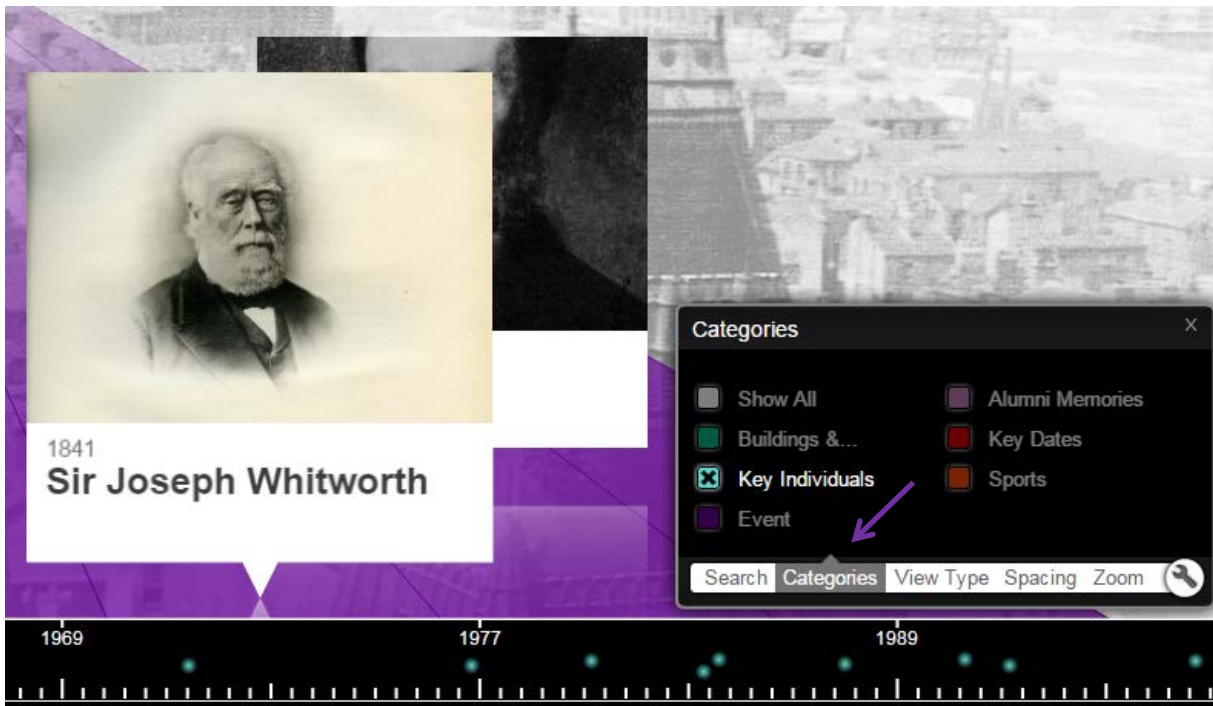 1841
Sir Joseph Whitworth
Categories X
Show All
Buildings &...
Key Individuals
Event
Alumni Memories
Key Dates
Sports
Search Categories View Type Spacing Zoom
1969 1977 1989